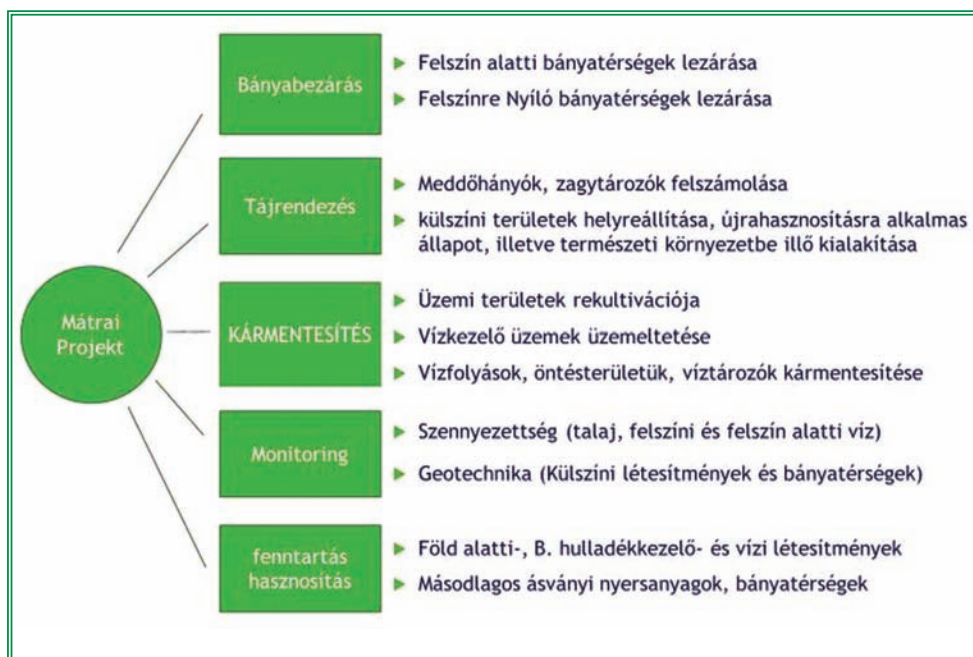 Mátrai
Projekt
Bányabezárás
Felszín alatti bányatérségek lezárása
Felszínre Nyíló bányatérségek lezárása
Tájrendezés
Meddőhányók, zagytározók felszámolása
külszíni területek helyreállítása, újrahasznosításra alkalmas
állapot, illetve természeti környezetbe illő kialakítása
KÁRMENTESÍTÉS
Üzemi területek rekultivációja
Vízkezelő üzemek üzemeltetése
Vízfolyások, öntésterületük, víztározók kármentesítése
Monitoring
Szennyezettség (talaj, felszíni és felszín alatti víz)
Geotechnika (Külszíni létesítmények és bányatérségek)
fenntartás
hasznosítás
Föld alatti-, B. hulladékkezelő- és vízi létesítmények
Másodlagos ásványi nyersanyagok, bányatérségek